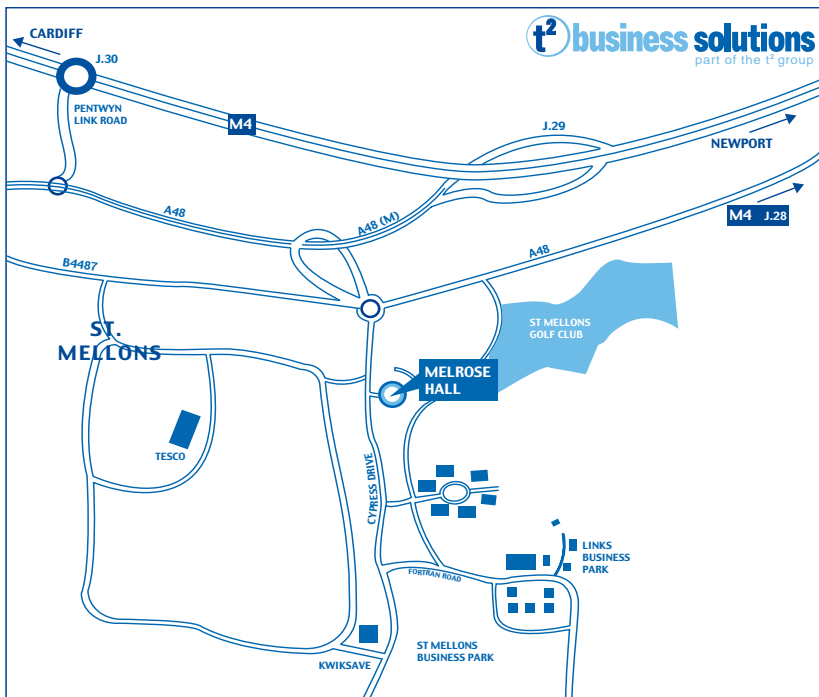 CARDIFF
J.30
t² business solutions
part of the t² group
PENTWYN
LINK ROAD
M4
J.29
NEWPORT
A48
A48 (M)
M4 J.28
A48
B4487
ST.
MELLONS
ST MELLONS
GOLF CLUB
MELROSE
HALL
TESCO
CYPRESS DRIVE
LINKS
BUSINESS
PARK
FORTRAN ROAD
ST MELLONS
BUSINESS PARK
KWIKSAVE